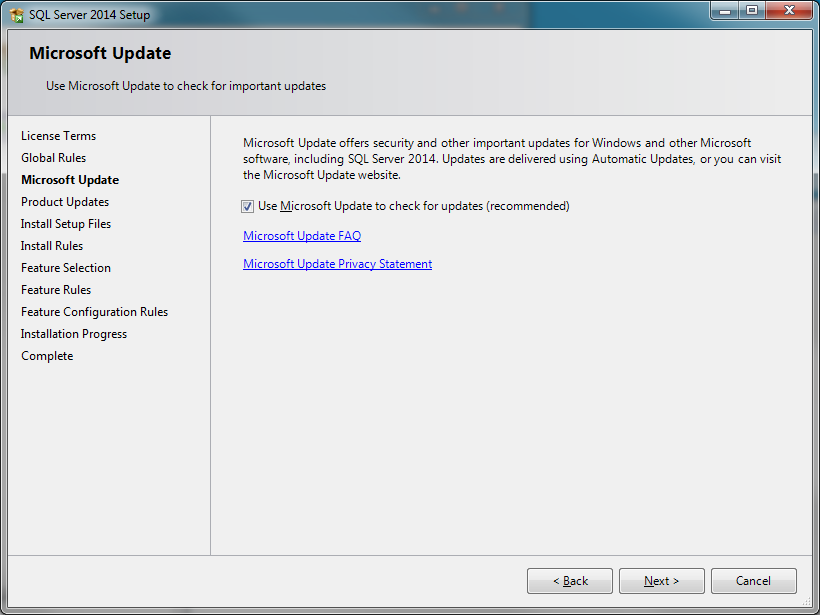 SQL Server 2014 Setup
Microsoft Update
Use Microsoft Update to check for important updates
License Terms
Global Rules
Microsoft Update
Product Updates
Install Setup Files
Install Rules
Feature Selection
Feature Rules
Feature Configuration Rules
Installation Progress
Complete
Microsoft Update offers security and other important updates for Windows and other Microsoft
software, including SQL Server 2014. Updates are delivered using Automatic Updates, or you can visit
the Microsoft Update website.
Use Microsoft Update to check for updates (recommended)
Microsoft Update FAQ
Microsoft Update Privacy Statement
< Back
Next >
Cancel